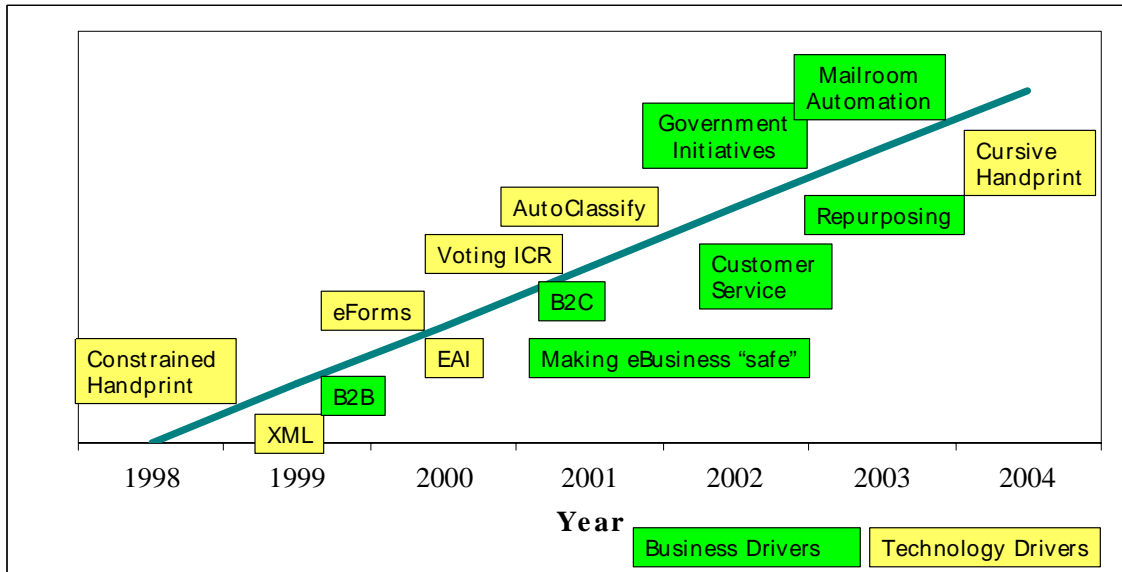 Mailroom
Automation
Government
Initiatives
Cursive
Handprint
AutoClassify
Repurposing
Voting ICR
Customer
Service
eForms
B2C
Constrained
Handprint
EAI
Making eBusiness “safe”
B2B
XML
1998 1999 2000 2001 2002 2003 2004
Year
Business Drivers
Technology Drivers